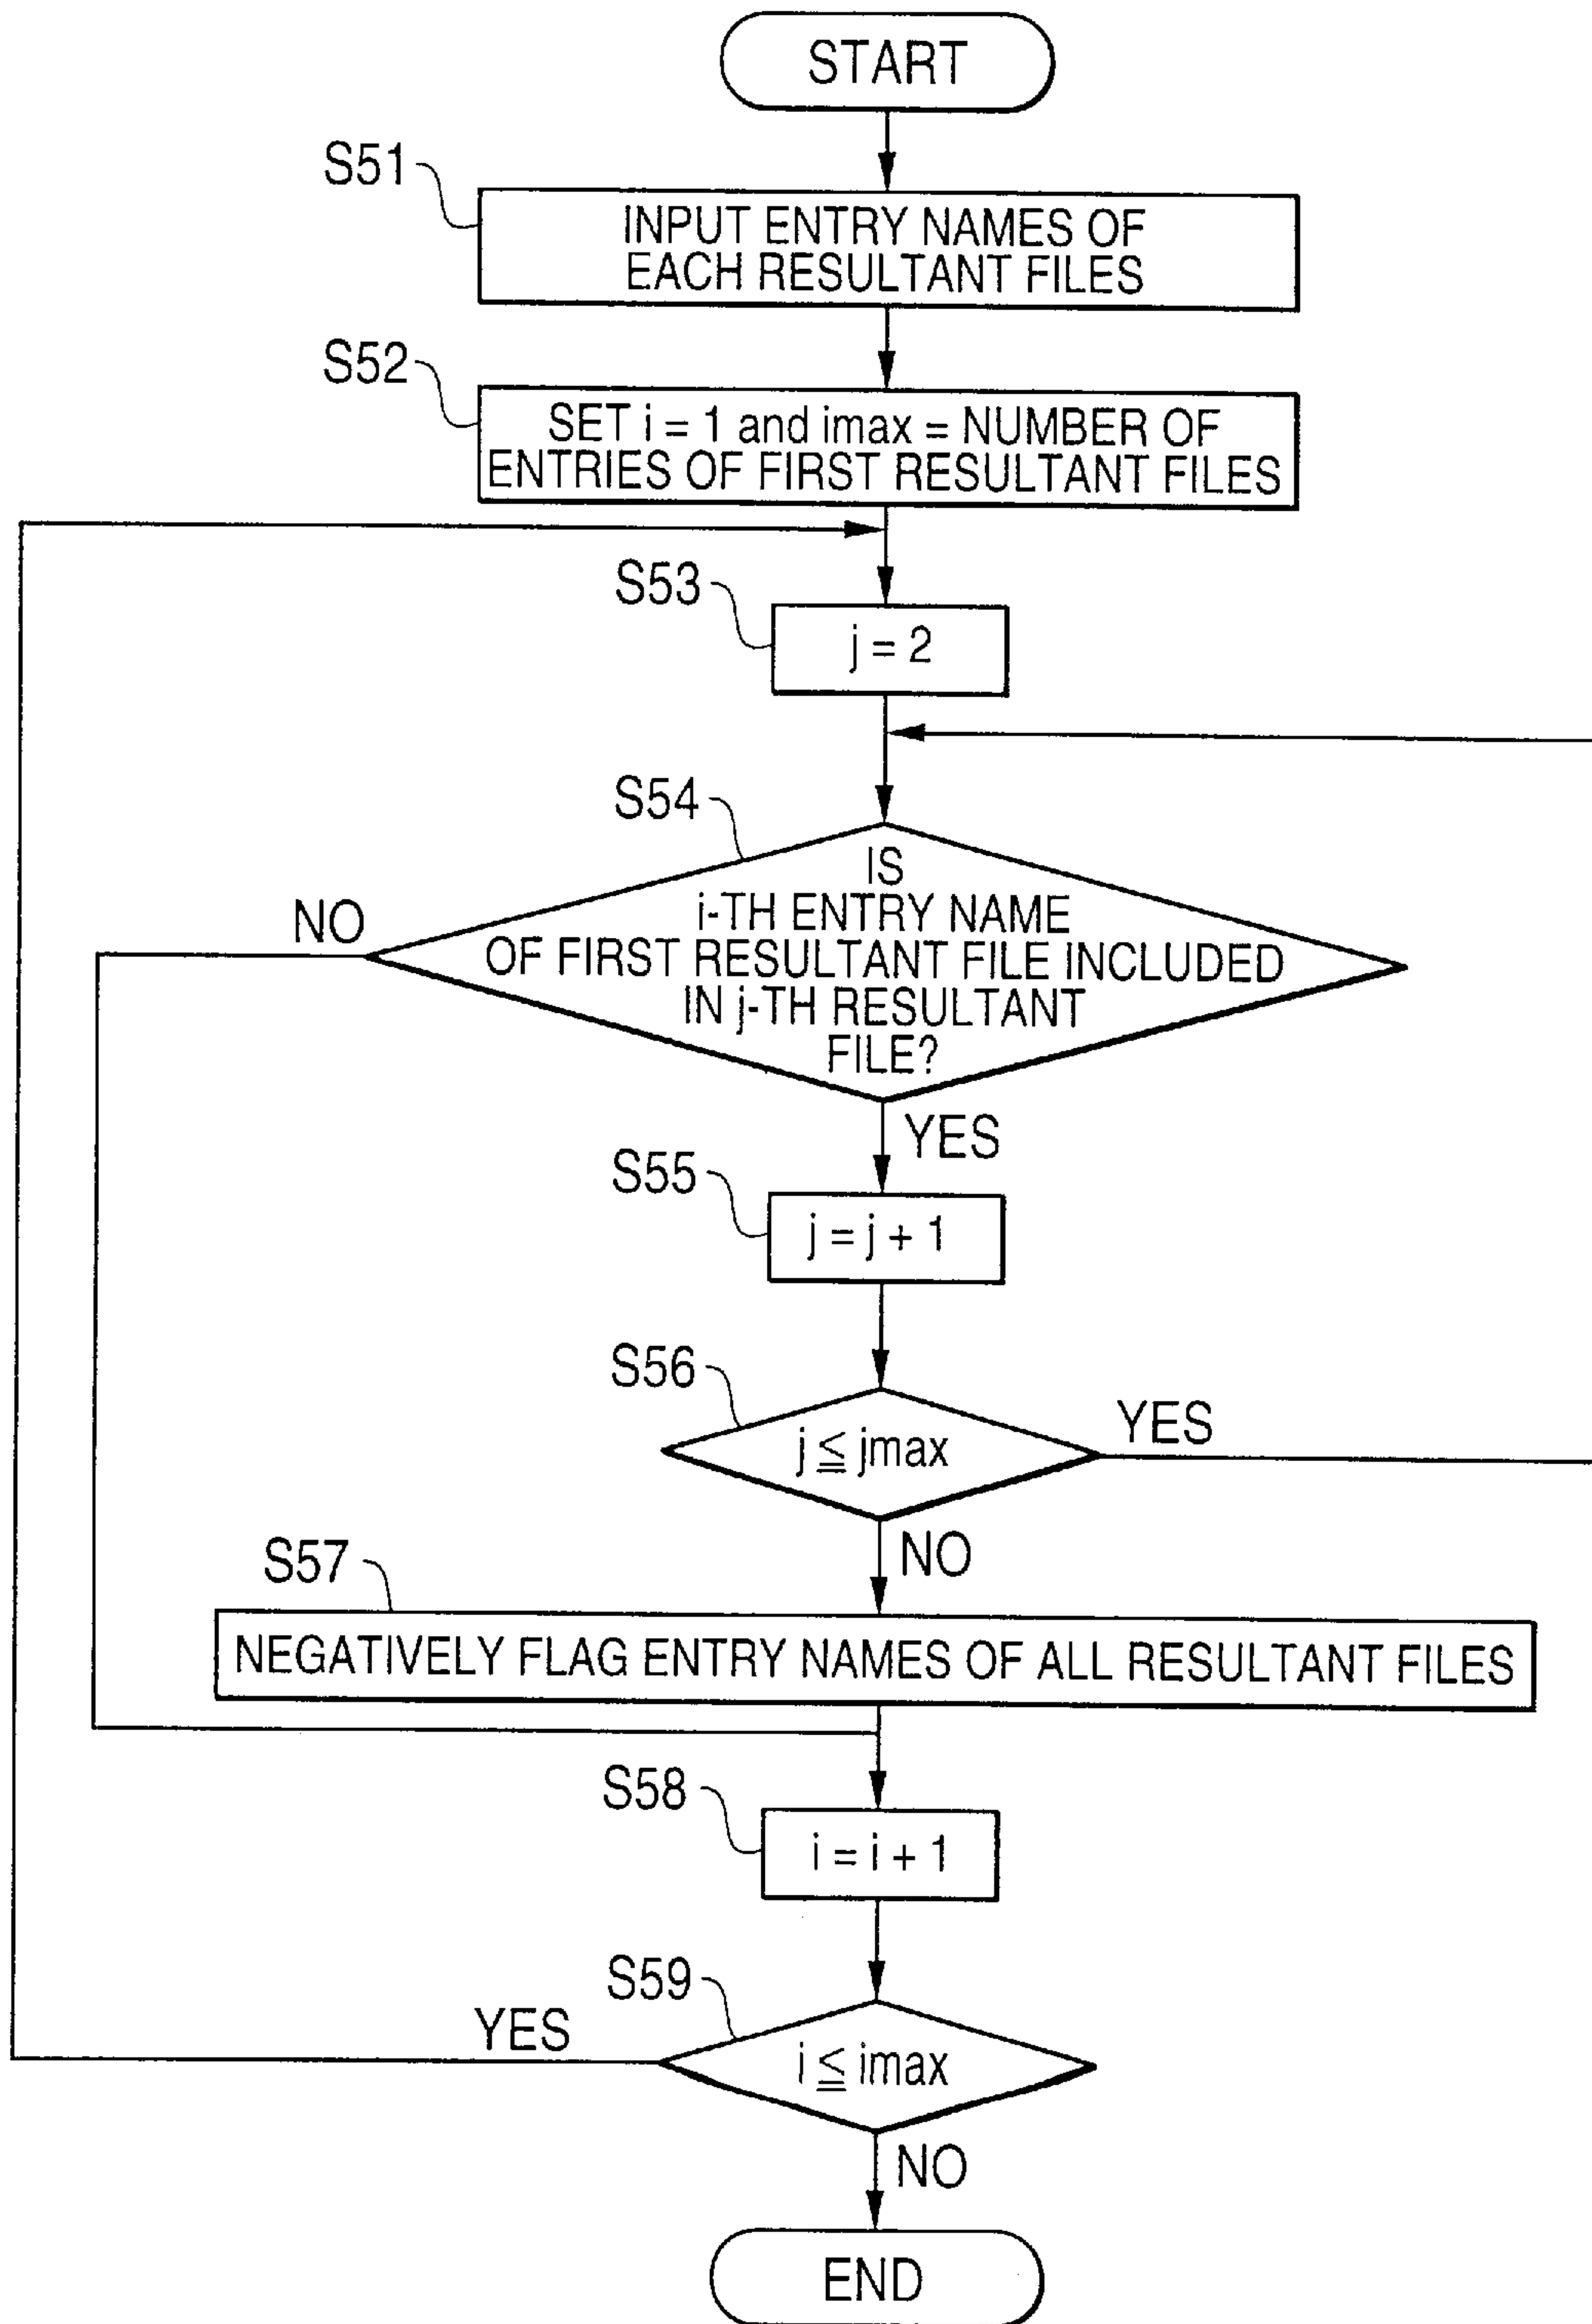 START
S51
INPUT ENTRY NAMES OF
EACH RESULTANT FILES
S52
SET i = 1 and imax = NUMBER OF
ENTRIES OF FIRST RESULTANT FILES
S53
j = 2
S54
IS
i-TH ENTRY NAME
OF FIRST RESULTANT FILE INCLUDED
IN j-TH RESULTANT
FILE?
NO
YES
S55
j = j + 1
S56
j ≦ jmax
YES
NO
S57
NEGATIVELY FLAG ENTRY NAMES OF ALL RESULTANT FILES
S58
i = i + 1
S59
i ≦ imax
YES
NO
END